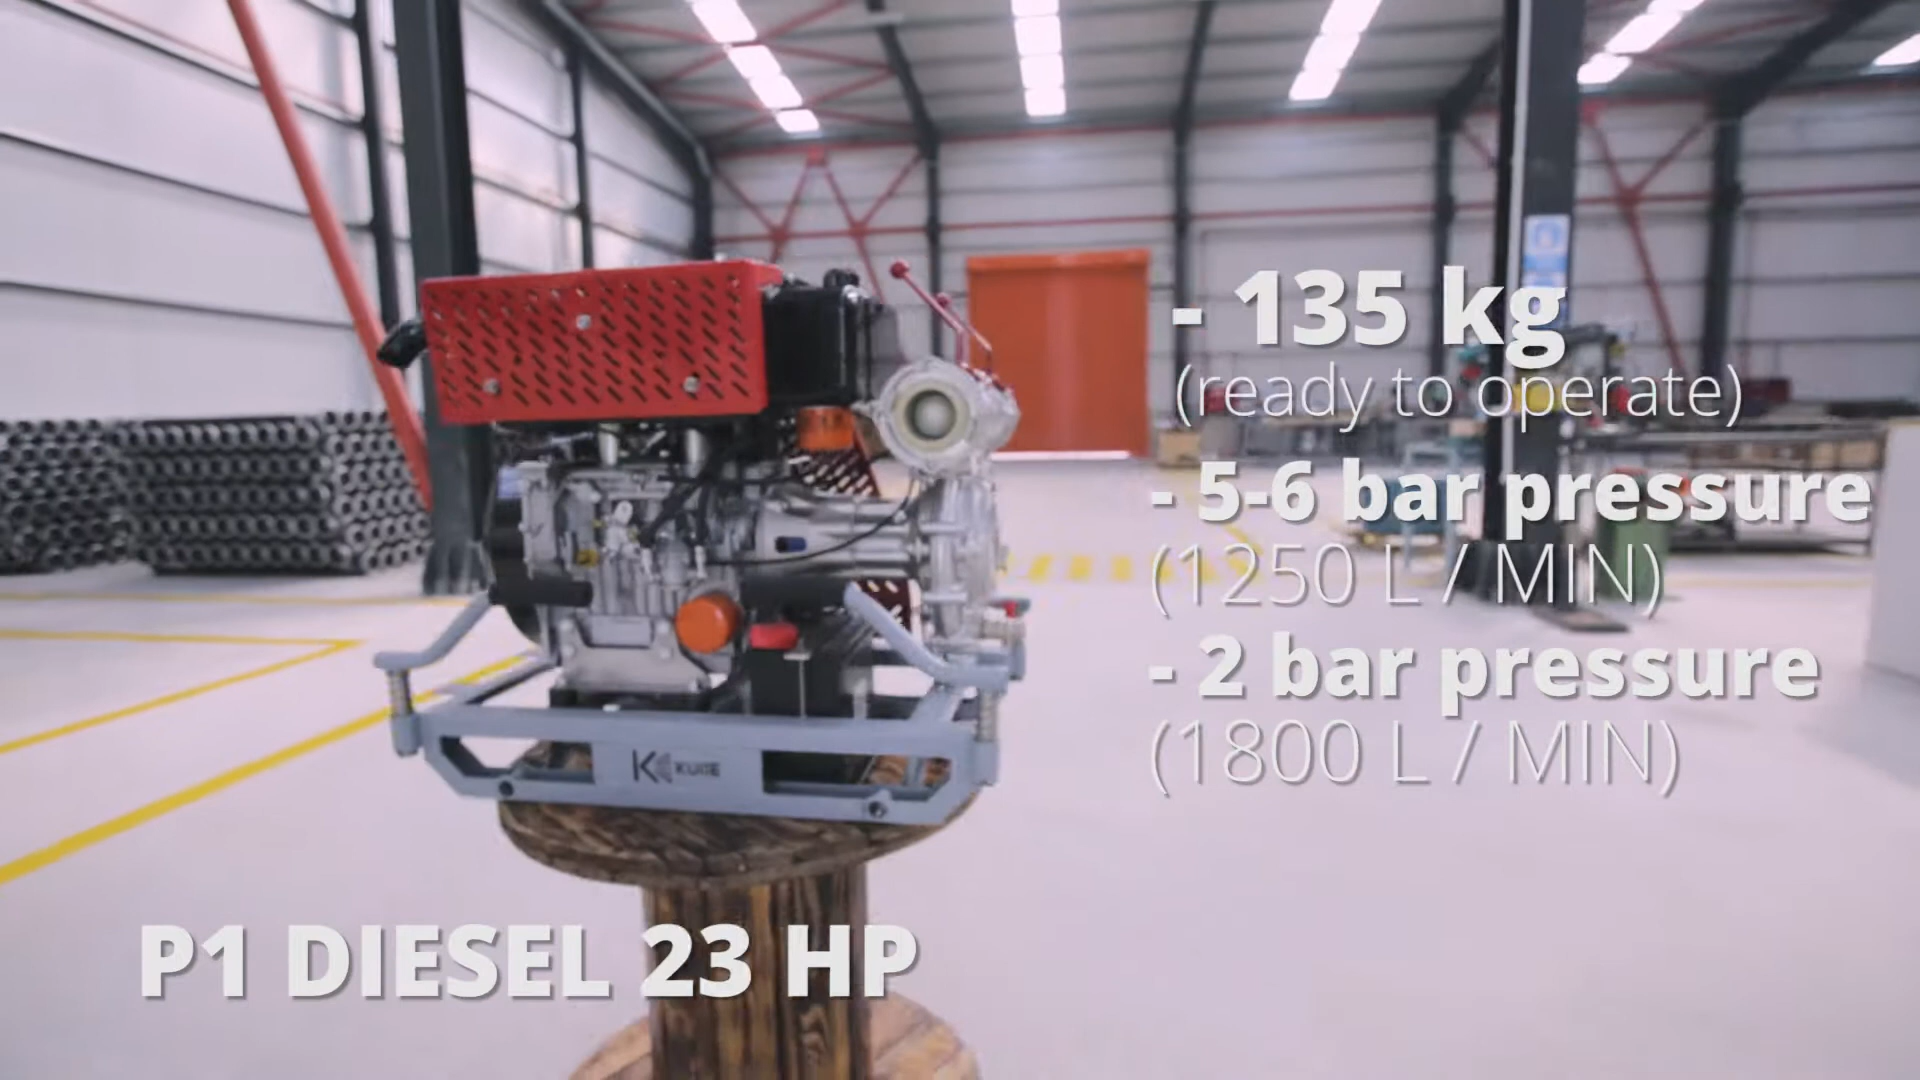 - 135 kg
(ready to operate)
- 5-6 bar pressure
(1250 L / MIN)
- 2 bar pressure
(1800 L / MIN)
P1 DIESEL 23 HP